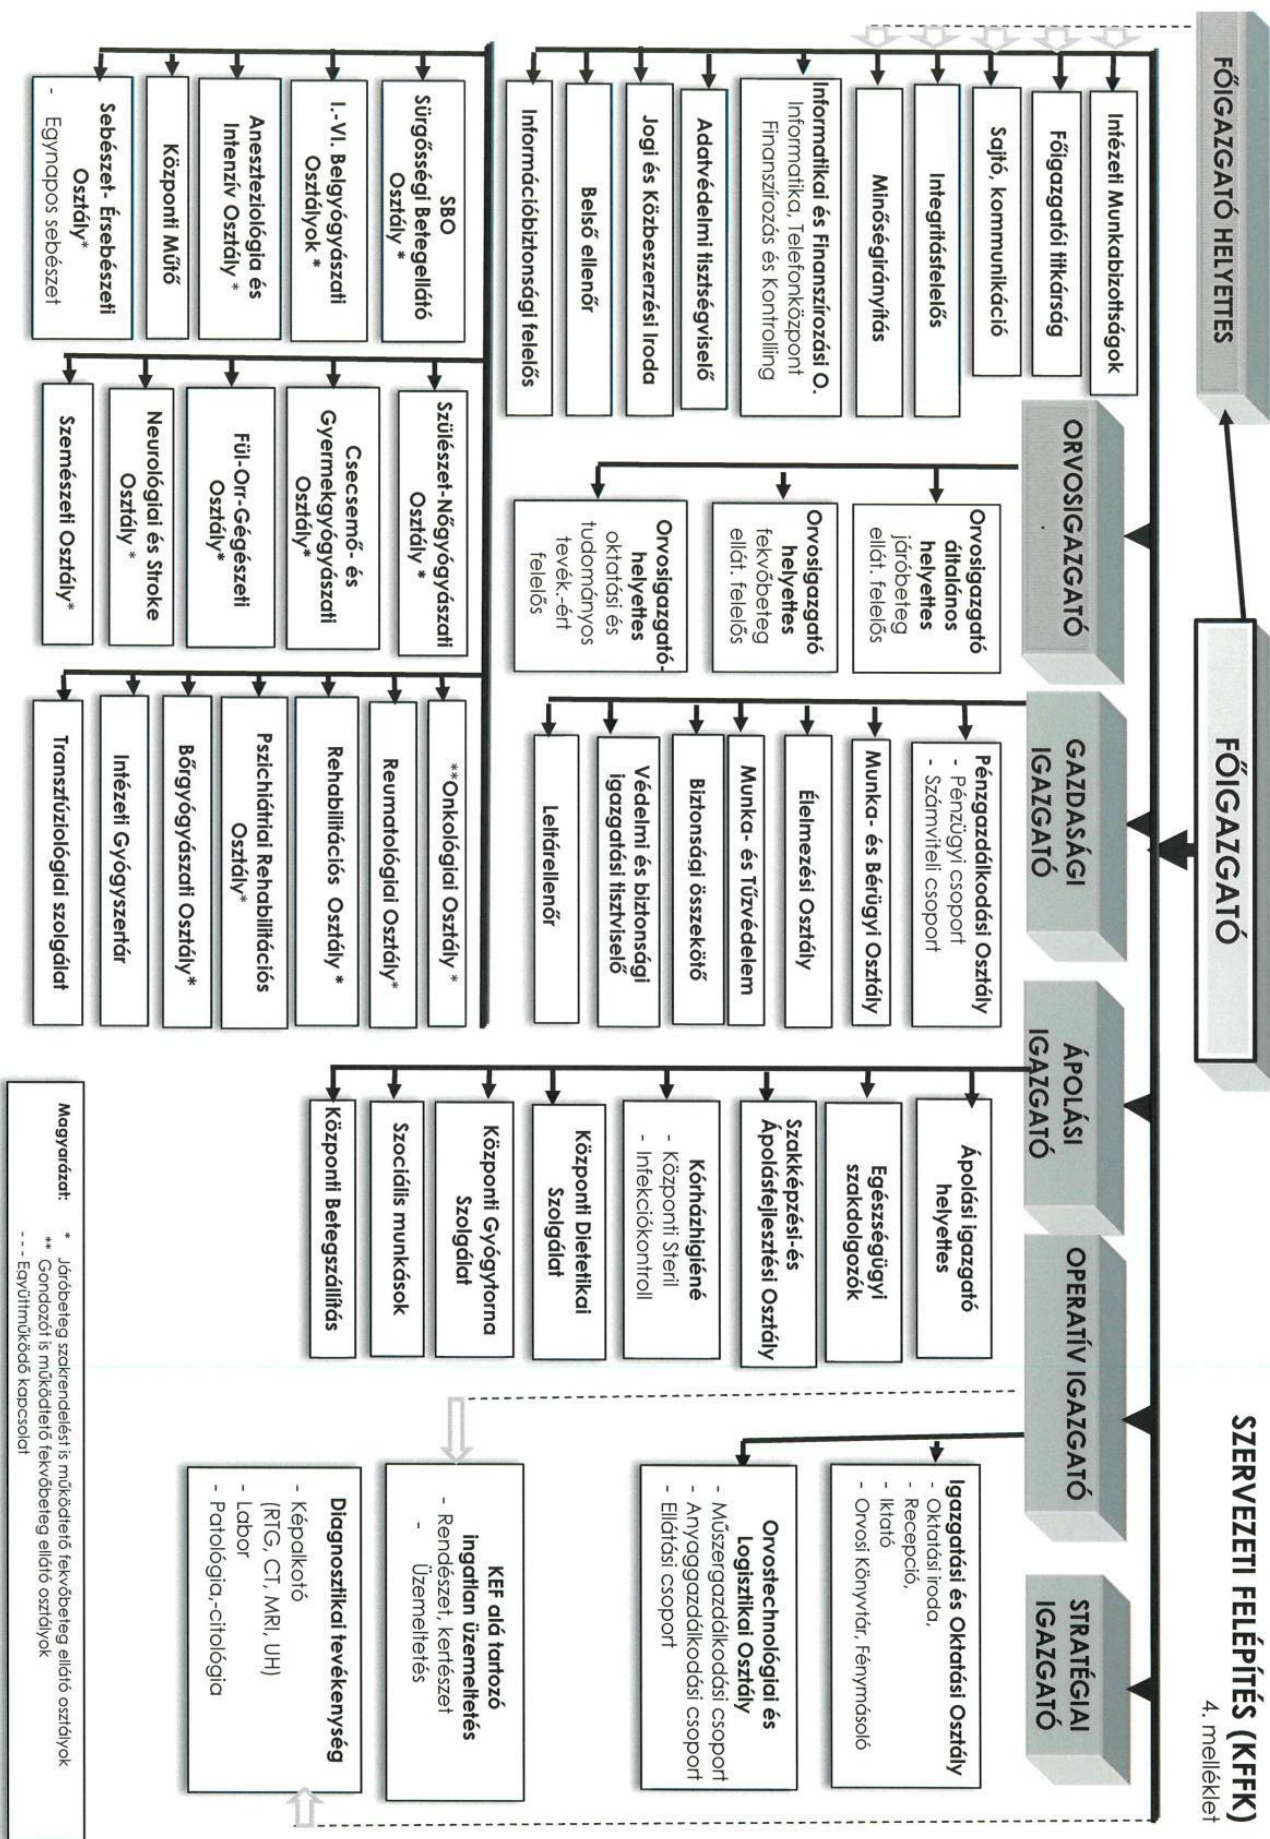 SZERVEZETI FELÉPÍTÉS (KFFK)
4. melléklet
FŐIGAZGATÓ
FŐIGAZGATÓ HELYETTES
ORVOSIGAZGATÓ
GAZDASÁGI
IGAZGATÓ
ÁPOLÁSI
IGAZGATÓ
OPERATÍV IGAZGATÓ
STRATÉGIAI
IGAZGATÓ
Intézeti Munkabizottságok
Főigazgatói titkárság
Sajtó, kommunikáció
Integritásfelelős
Minőségirányítás
Informatikai és Finanszírozási O.
Informatika, Telefonközpont
Finanszírozás és Kontrolling
Adatvédelmi tisztségviselő
Jogi és Közbeszerzési Iroda
Belső ellenőr
Információbiztonsági felelős
Orvosigazgató
általános
helyettes
járóbeteg
ellát. felelős
Orvosigazgató
helyettes
fekvőbeteg
ellát. felelős
Orvosigazgató-
helyettes
oktatási és
tudományos
tevék.-ért
felelős
Pénzgazdálkodási Osztály
- Pénzügyi csoport
- Számviteli csoport
Munka- és Bérügyi Osztály
Élelmezési Osztály
Munka- és Tűzvédelem
Biztonsági összekötő
Védelmi és biztonsági
igazgatási tisztviselő
Leltárellenőr
Ápolási igazgató
helyettes
Egészségügyi
szakdolgozók
Szakképzési-és
Ápolásfejlesztési Osztály
Kórházhigiéné
- Központi Steril
- Infekciókontroll
Központi Dietetikai
Szolgálat
Központi Gyógytorna
Szolgálat
Szociális munkások
Központi Betegszállítás
Igazgatási és Oktatási Osztály
- Oktatási iroda,
- Recepció,
- Iktató
- Orvosi Könyvtár, Fénymásoló
Orvostechnológiai és
Logisztikai Osztály
- Műszergazdálkodási csoport
- Anyaggazdálkodási csoport
- Ellátási csoport
KEF alá tartozó
ingatlan üzemeltetés
- Rendészet, kertészet
- Üzemeltetés
Diagnosztikai tevékenység
- Képalkotó
(RTG, CT, MRI, UH)
- Labor
- Patológia,-citológia
SBO
Sürgősségi Betegellátó
Osztály *
I.- VI. Belgyógyászati
Osztályok *
Aneszteziológia és
Intenzív Osztály *
Központi Műtő
Sebészet- Érsebészeti
Osztály*
- Egynapos sebészet
Szülészet-Nőgyógyászati
Osztály *
Csecsemő- és
Gyermekgyógyászati
Osztály*
Fül-Orr-Gégészeti
Osztály*
Neurológiai és Stroke
Osztály *
Szemészeti Osztály*
**Onkológiai Osztály *
Reumatológiai Osztály*
Rehabilitációs Osztály *
Pszichiátriai Rehabilitációs
Osztály*
Bőrgyógyászati Osztály*
Intézeti Gyógyszertár
Transzfúziológiai szolgálat
Magyarázat: * Járóbeteg szakrendelést is működtető fekvőbeteg ellátó osztályok
** Gondozót is működtető fekvőbeteg ellátó osztályok
- - - Együttműködő kapcsolat